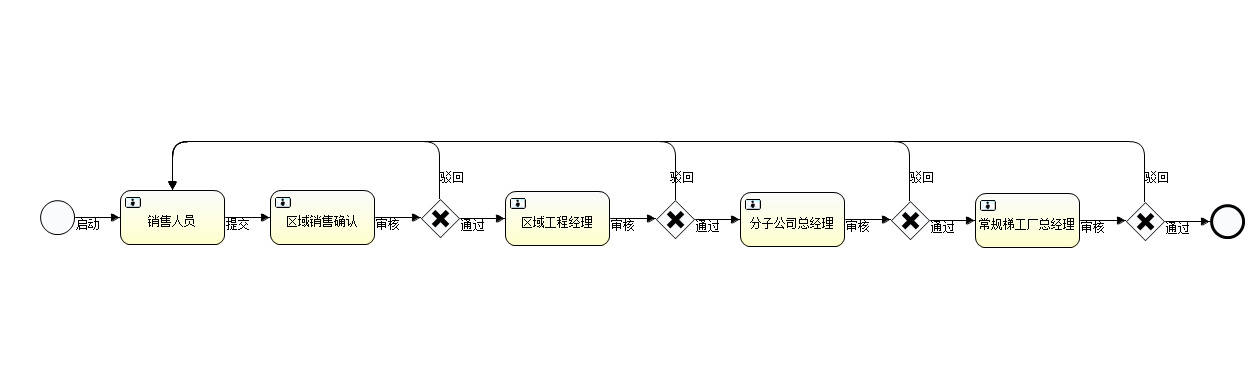 驳回
驳回
驳回
驳回
启动
销售人员
提交
区域销售确认
审核
通过
区域工程经理
审核
通过
分子公司总经理
审核
通过
常规梯工厂总经理
审核
通过